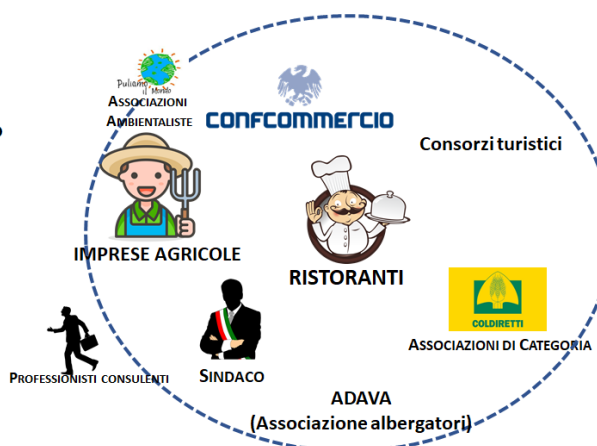 Puliamo
il Mondo
ASSOCIAZIONI
AMBIENTALISTE
CONFCOMMERCIO
Consorzi turistici
IMPRESE AGRICOLE
RISTORANTI
COLDIRETTI
ASSOCIAZIONI DI CATEGORIA
PROFESSIONISTI CONSULENTI
SINDACO
ADAVA
(Associazione albergatori)